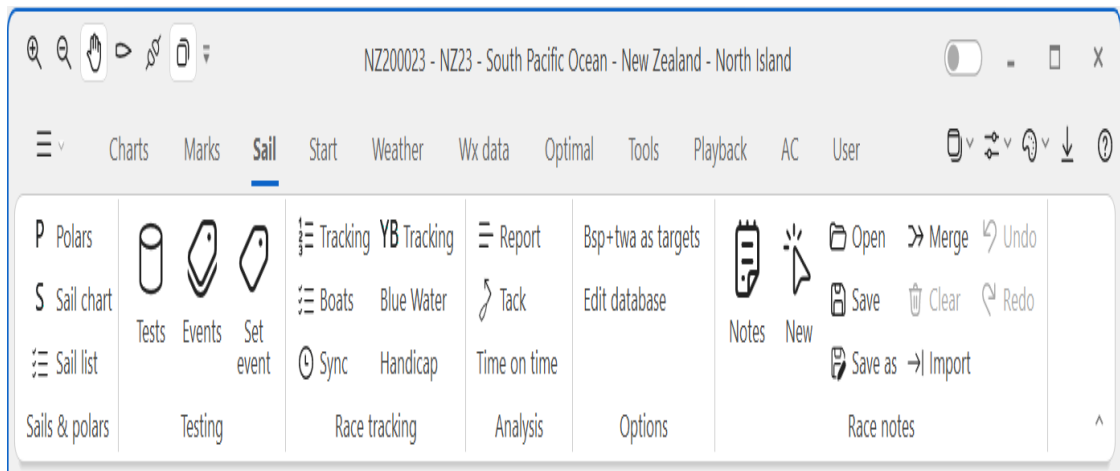 NZ200023 - NZ23 - South Pacific Ocean - New Zealand - North Island
Charts Marks Sail Start Weather Wx data Optimal Tools Playback AC User
P Polars
S Sail chart
Sail list
Sails & polars
Tests
Events
Set
event
Testing
Tracking YB Tracking
Boats Blue Water
Sync Handicap
Race tracking
Report
Tack
Time on time
Analysis
Bsp+twa as targets
Edit database
Options
Notes
New
Open Merge Undo
Save Clear Redo
Save as Import
Race notes